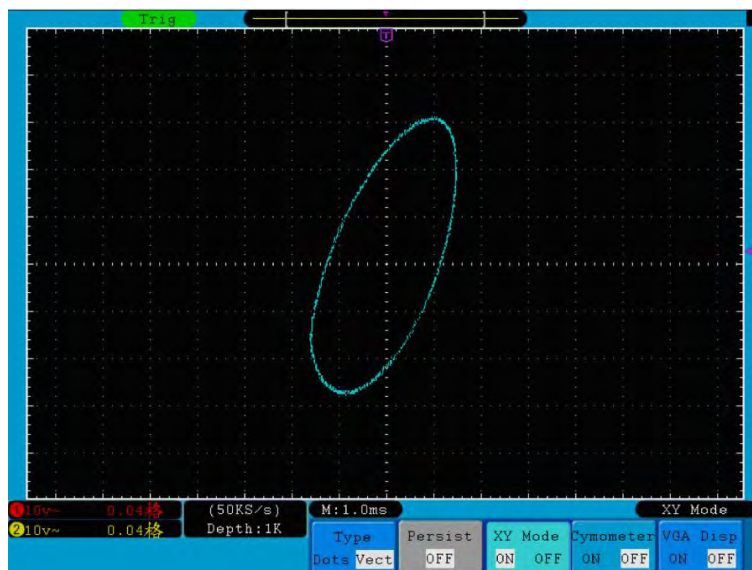 Trig
T
1 10v~ 0.04格
(50KS/s)
M:1.0ms
XY Mode
2 10v~ 0.04格
Depth:1K
Type
Dots Vect
Persist
OFF
XY Mode
ON OFF
Cymometer
ON OFF
VGA Disp
ON OFF